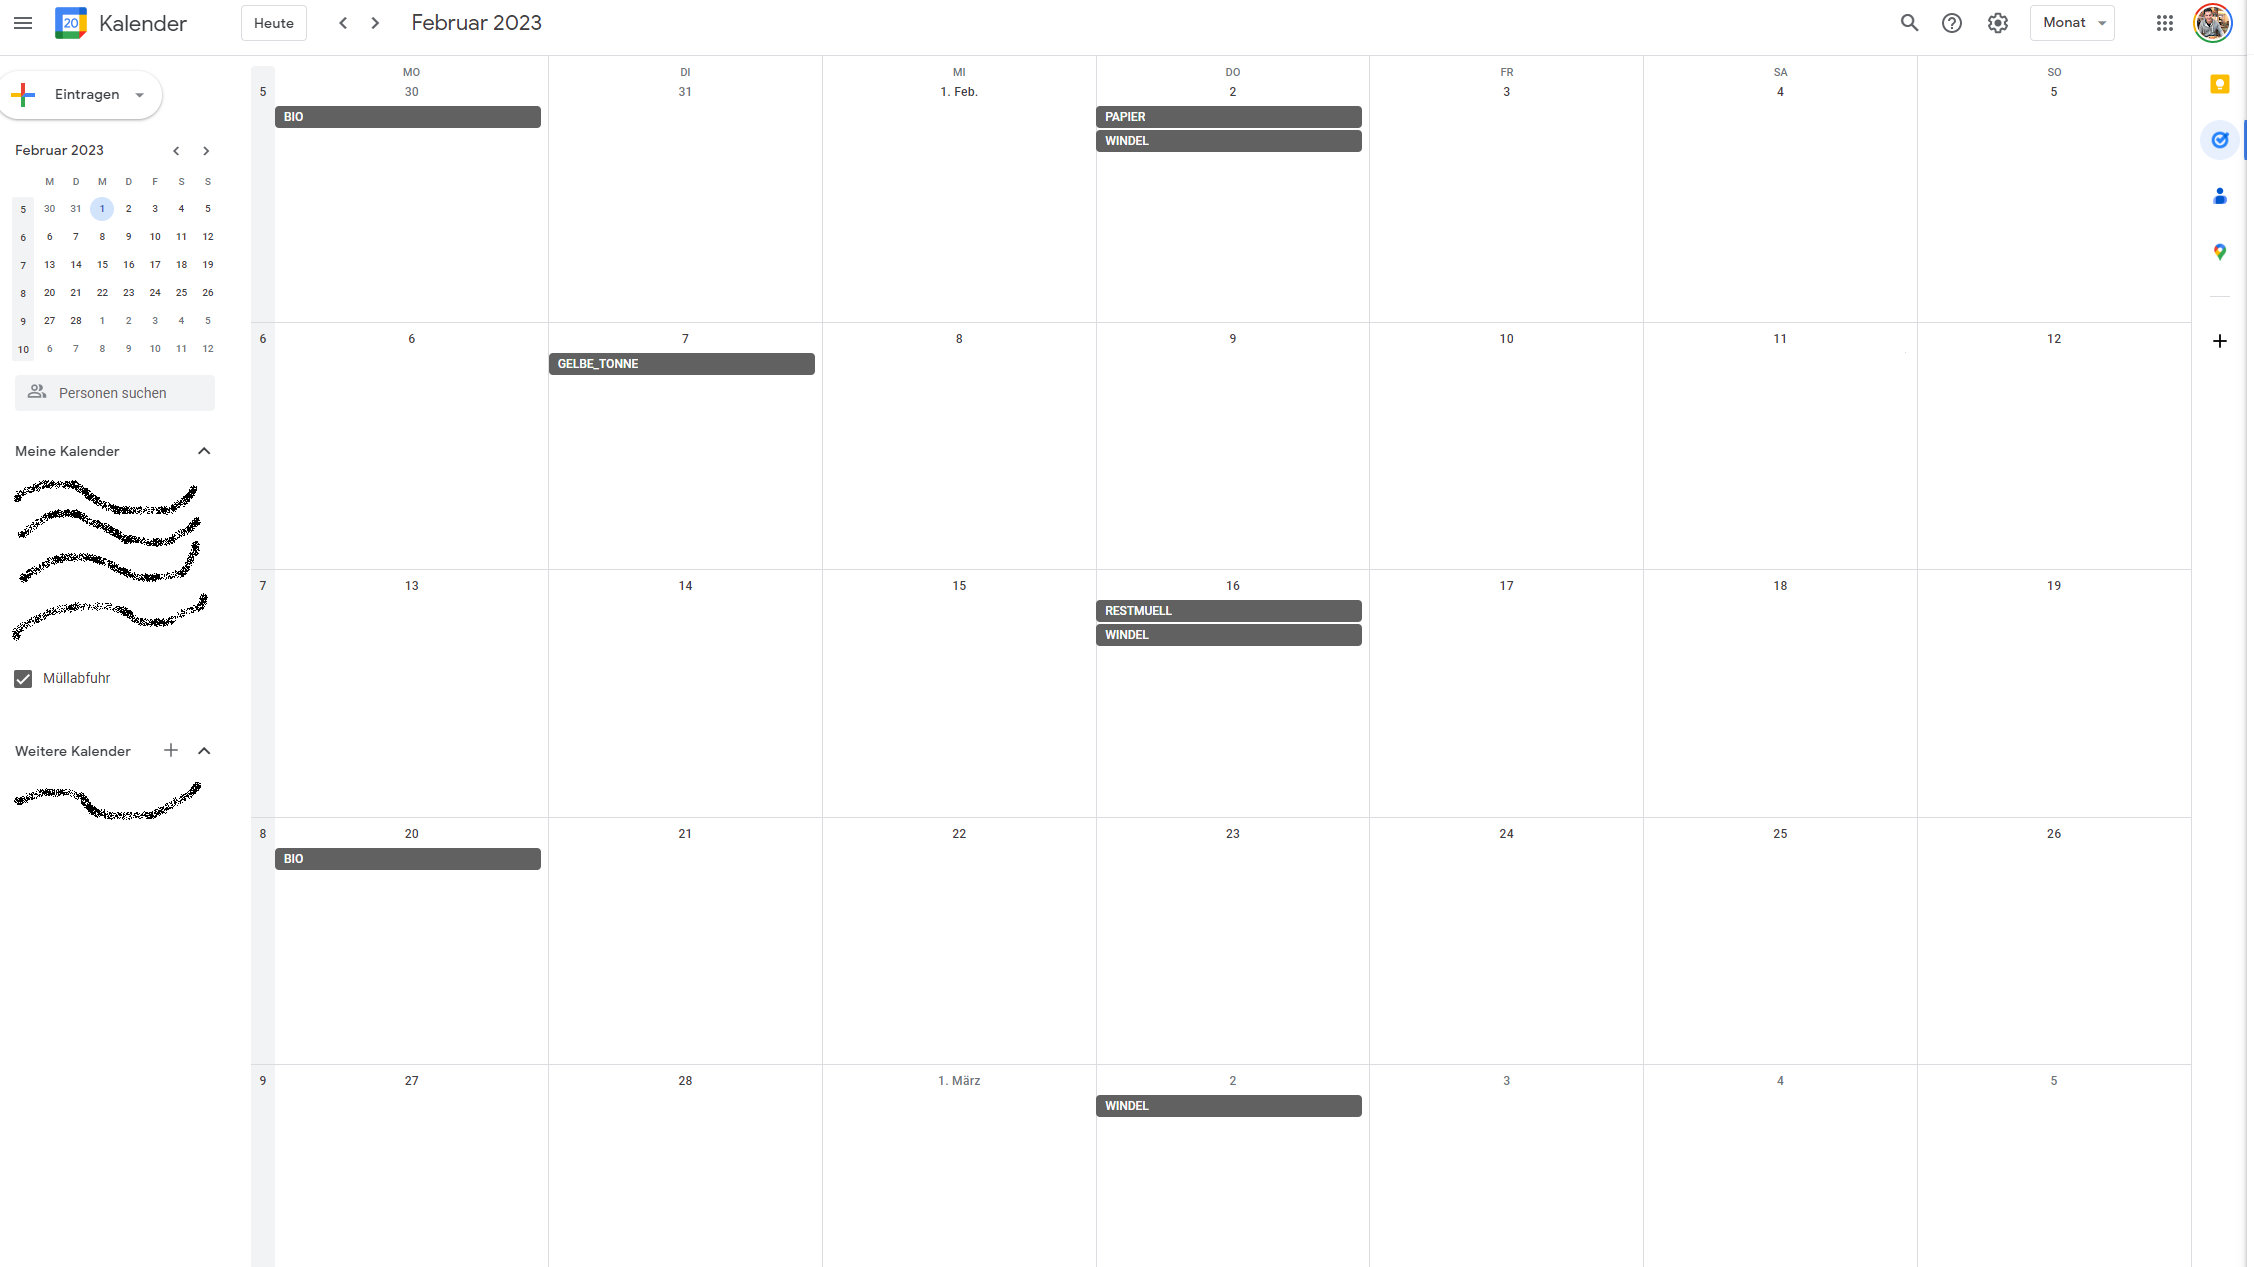 20 Kalender Heute Februar 2023 Monat
Eintragen
Februar 2023
M D M D F S S
5 30 31 1 2 3 4 5
6 6 7 8 9 10 11 12
7 13 14 15 16 17 18 19
8 20 21 22 23 24 25 26
9 27 28 1 2 3 4 5
10 6 7 8 9 10 11 12
Personen suchen
Meine Kalender
Müllabfuhr
Weitere Kalender
MO DI MI DO FR SA SO
5 30 31 1. Feb. 2 3 4 5
BIO PAPIER
WINDEL
6 6 7 8 9 10 11 12
GELBE_TONNE
7 13 14 15 16 17 18 19
RESTMUELL
WINDEL
8 20 21 22 23 24 25 26
BIO
9 27 28 1. März 2 3 4 5
WINDEL